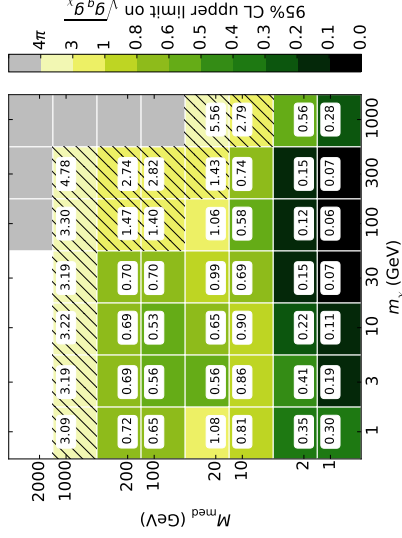 M_med (GeV)
2000
1000 3.09 3.19 3.22 3.19 3.30 4.78
200 0.72 0.69 0.69 0.70 1.47 2.74
100 0.65 0.56 0.53 0.70 1.40 2.82
20 1.08 0.56 0.65 0.99 1.06 1.43 5.56
10 0.81 0.86 0.90 0.69 0.58 0.74 2.79
2 0.35 0.41 0.22 0.15 0.12 0.15 0.56
1 0.30 0.19 0.11 0.07 0.06 0.07 0.28
1 3 10 30 100 300 1000
m_χ (GeV)
4π
3
1
0.8
0.6
0.5
0.4
0.3
0.2
0.1
0.0
95% CL upper limit on √g_q g_χ